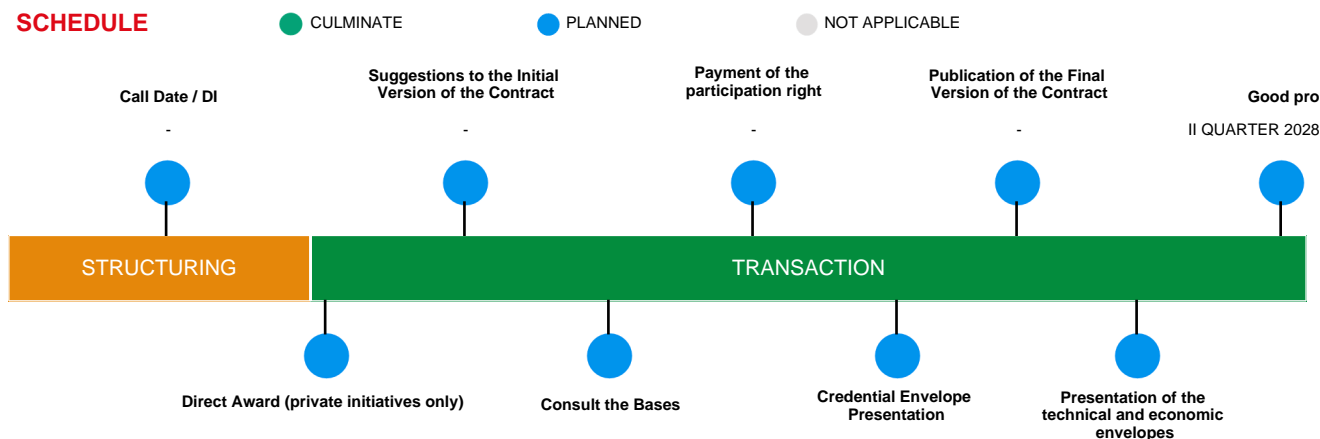 SCHEDULE
CULMINATE
PLANNED
NOT APPLICABLE
Call Date / DI
-
Suggestions to the Initial
Version of the Contract
-
Payment of the
participation right
-
Publication of the Final
Version of the Contract
-
Good pro
II QUARTER 2028
STRUCTURING
TRANSACTION
Direct Award (private initiatives only)
Consult the Bases
Credential Envelope
Presentation
Presentation of the
technical and economic
envelopes